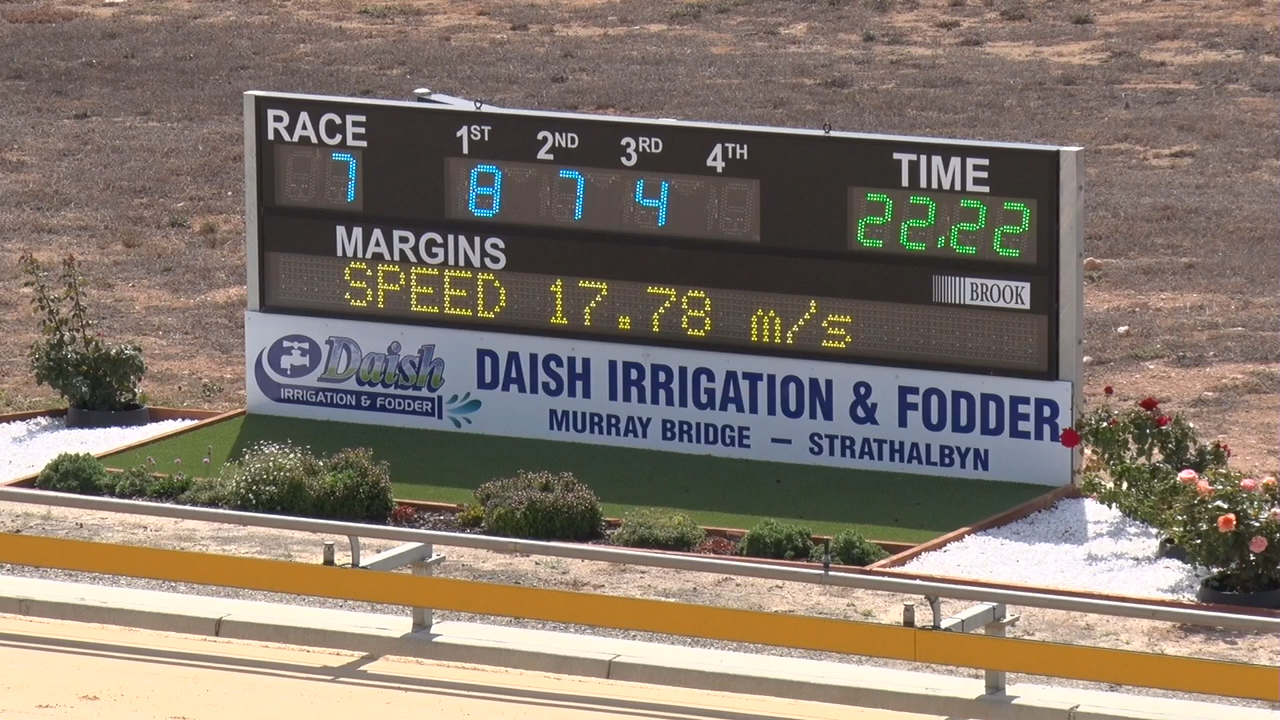 RACE 1ST 2ND 3RD 4TH TIME
7 8 7 4 22.22
MARGINS
SPEED 17.78 m/s
BROOK
Daish
IRRIGATION & FODDER
DAISH IRRIGATION & FODDER
MURRAY BRIDGE — STRATHALBYN